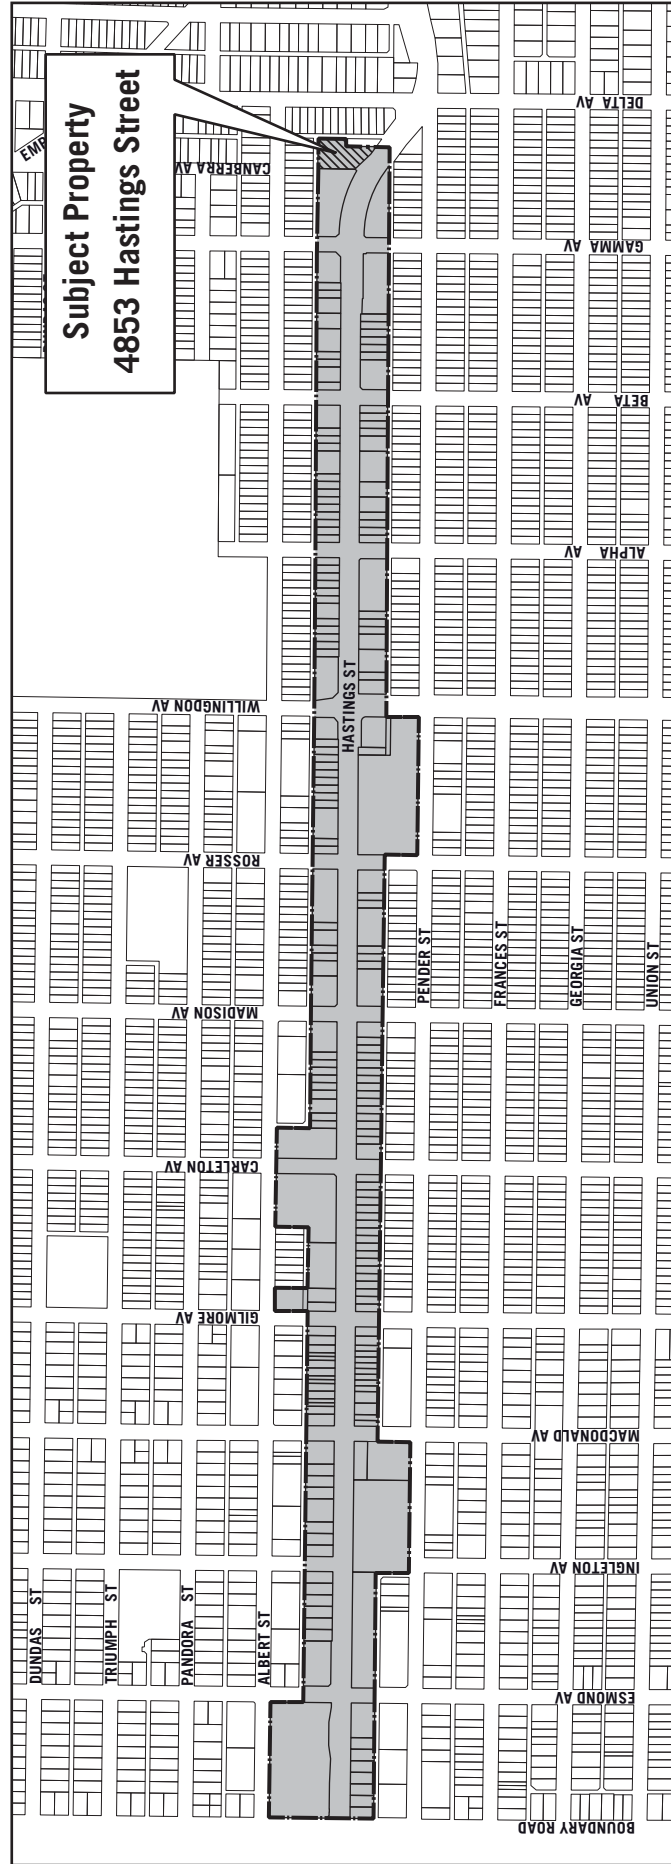 Subject Property
4853 Hastings Street
DUNDAS ST
TRIUMPH ST
PANDORA ST
ALBERT ST
HASTINGS ST
PENDER ST
FRANCES ST
GEORGIA ST
UNION ST
GILMORE AV
CARLETON AV
MADISON AV
ROSSER AV
WILLINGDON AV
CANBERRA AV
BOUNDARY ROAD
ESMOND AV
INGLETON AV
MACDONALD AV
ALPHA AV
BETA AV
GAMMA AV
DELTA AV